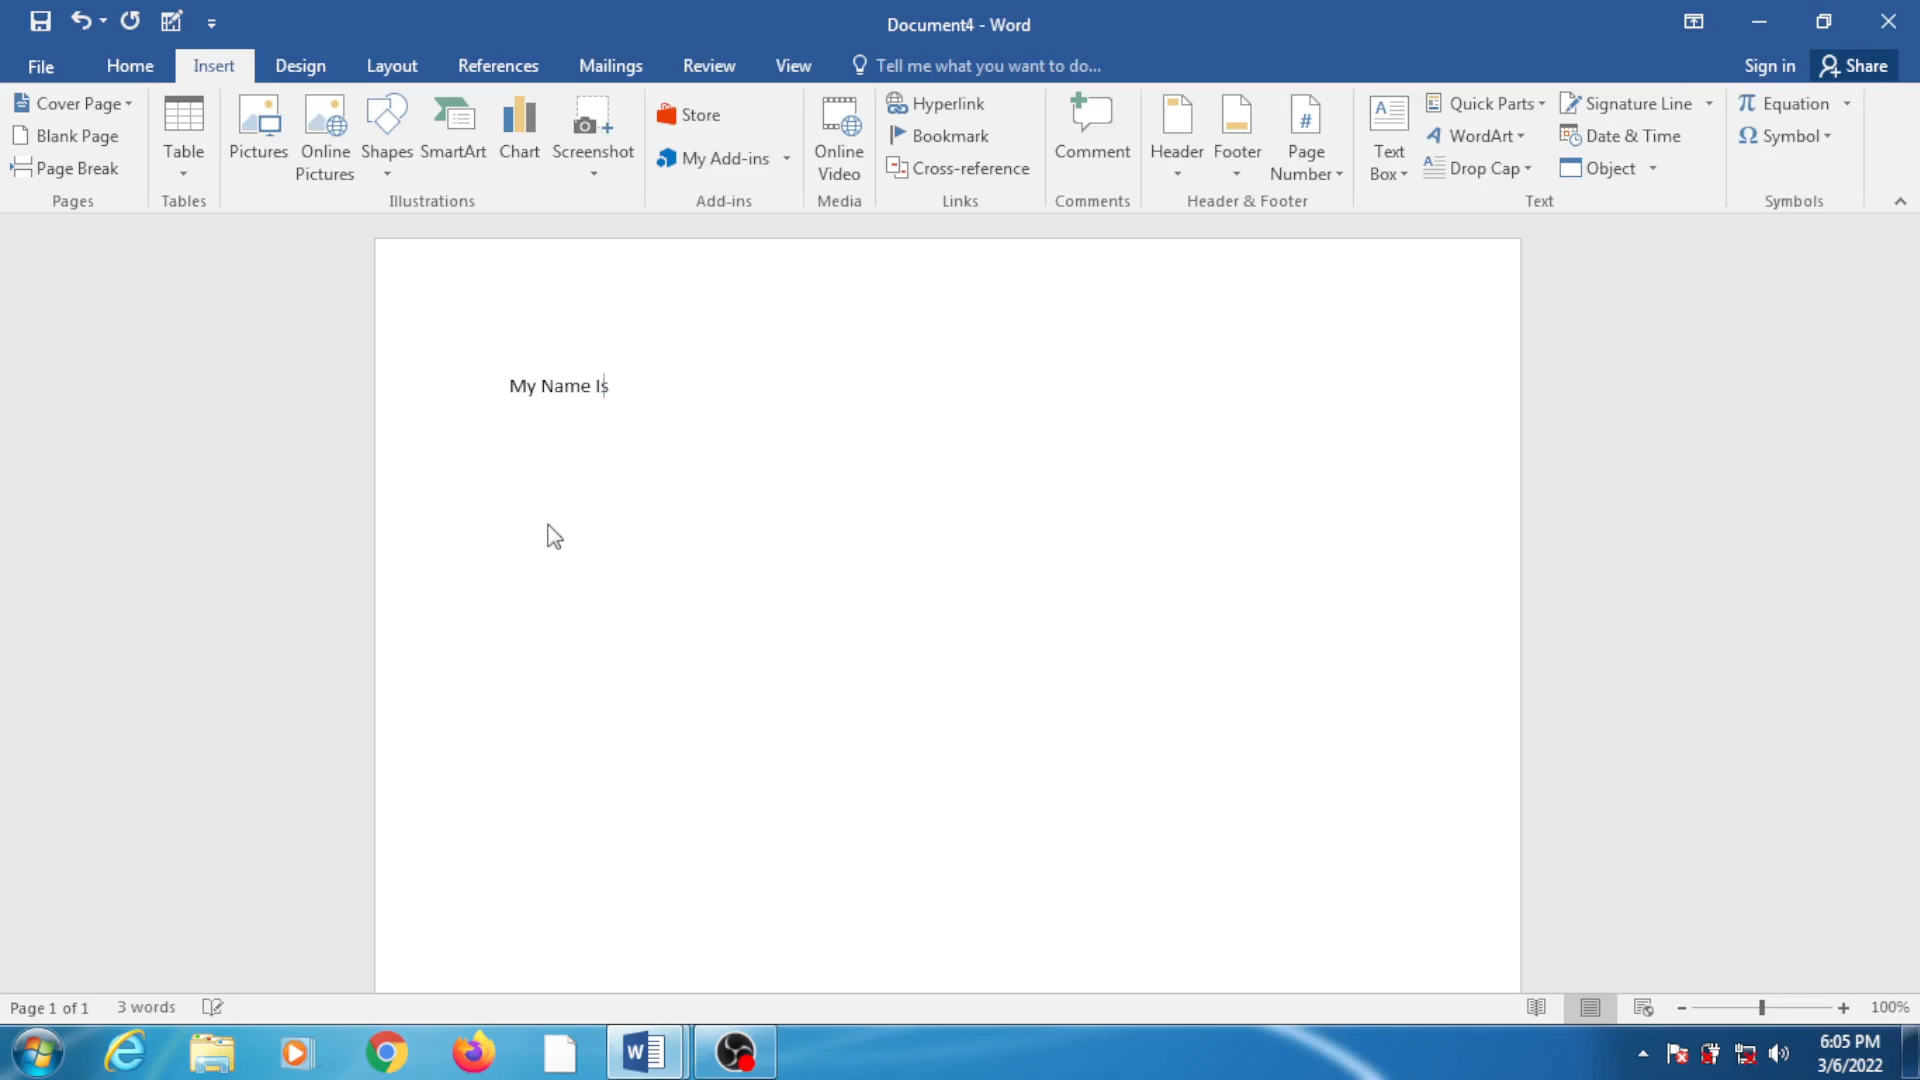 Document4 - Word
File Home Insert Design Layout References Mailings Review View Tell me what you want to do... Sign in Share
Cover Page
Blank Page
Page Break
Pages
Table
Tables
Pictures
Online Pictures
Shapes
SmartArt
Chart
Screenshot
Illustrations
Store
My Add-ins
Add-ins
Online Video
Media
Hyperlink
Bookmark
Cross-reference
Links
Comment
Comments
Header
Footer
Page Number
Header & Footer
Text Box
Quick Parts
WordArt
Drop Cap
Signature Line
Date & Time
Object
Text
Equation
Symbol
Symbols
My Name Is
Page 1 of 1 3 words 100%
6:05 PM
3/6/2022